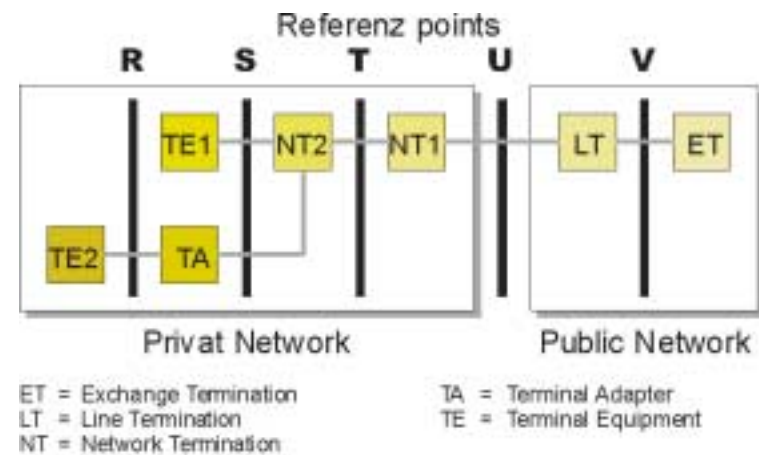 Referenz points
R S T U V
TE1 NT2 NT1 LT ET
TE2 TA
Privat Network Public Network
ET = Exchange Termination
LT = Line Termination
NT = Network Termination
TA = Terminal Adapter
TE = Terminal Equipment